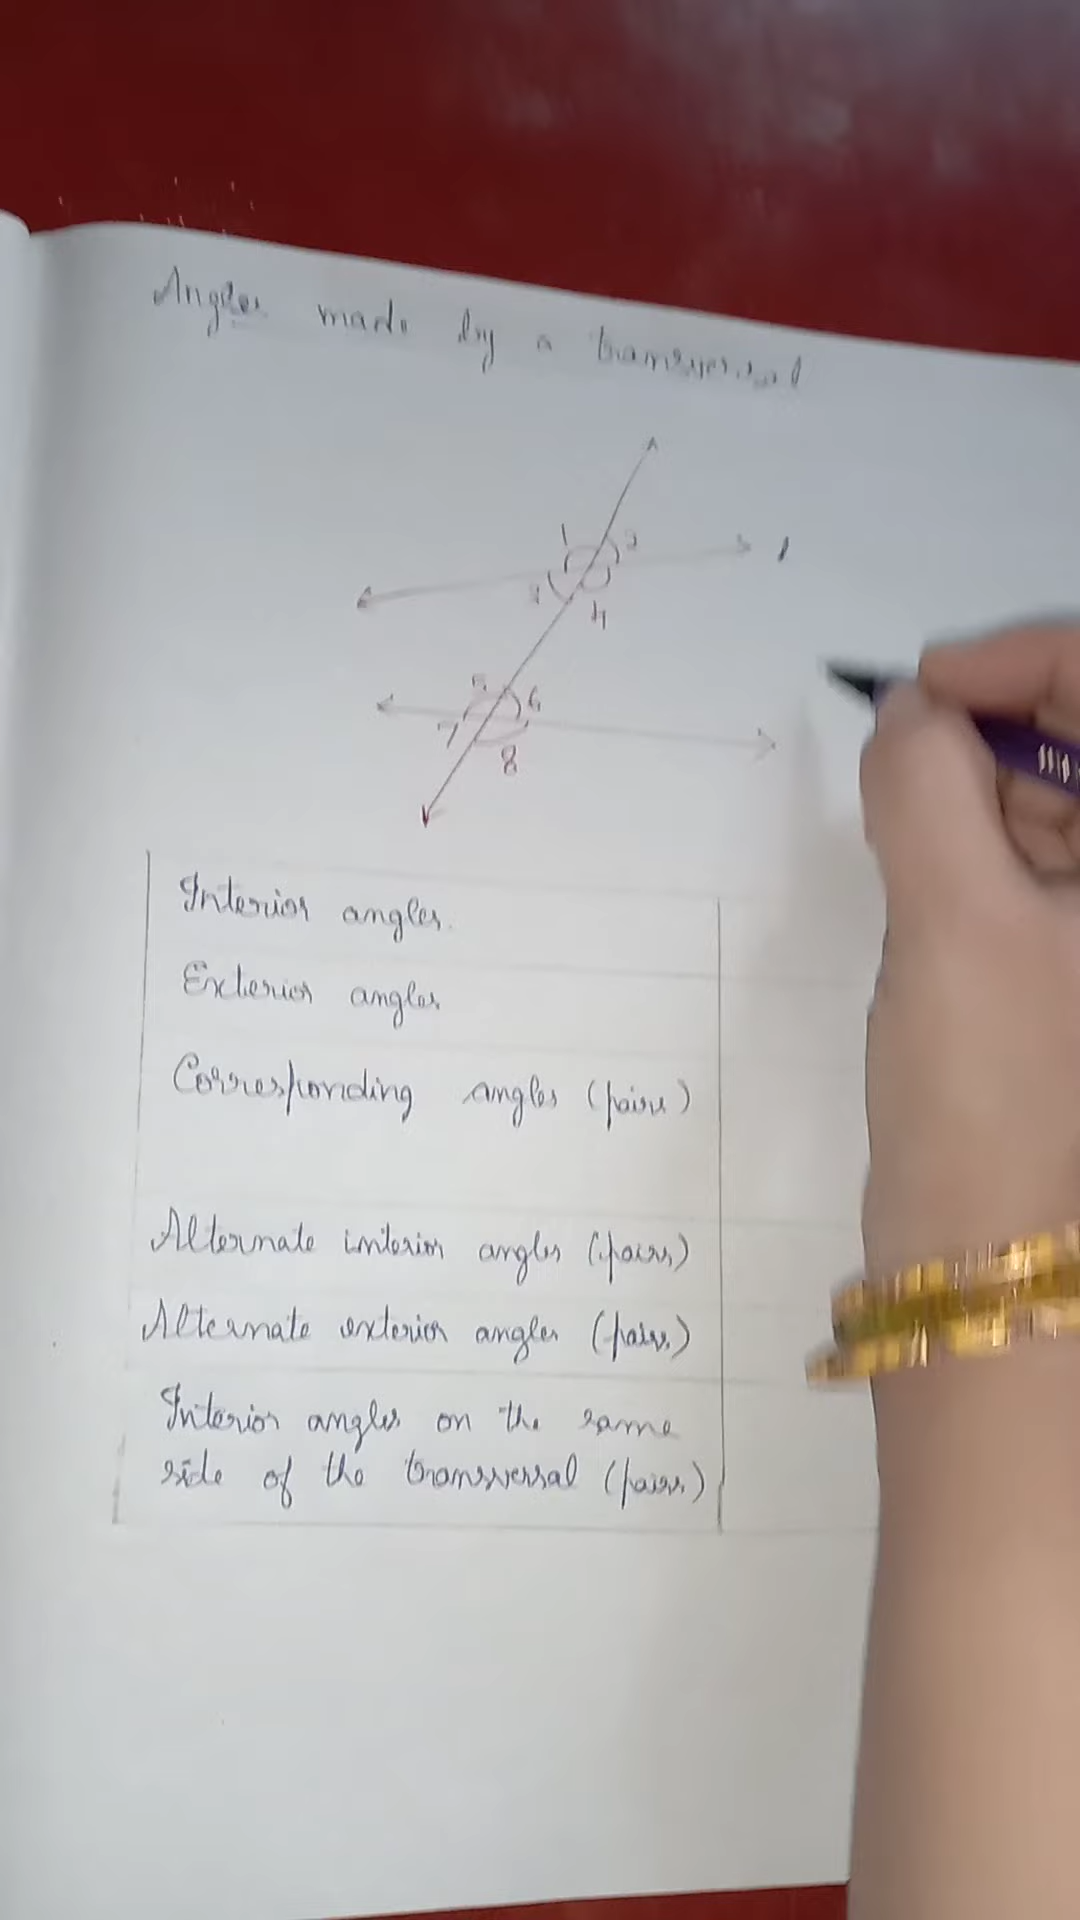 Angles made by a transversal
1 2
3 4
l
5 6
7 8
Interior angles.
Exterior angles
Corresponding angles (pairs)
Alternate interior angles (pairs)
Alternate exterior angles (pairs)
Interior angles on the same
side of the transversal (pairs)